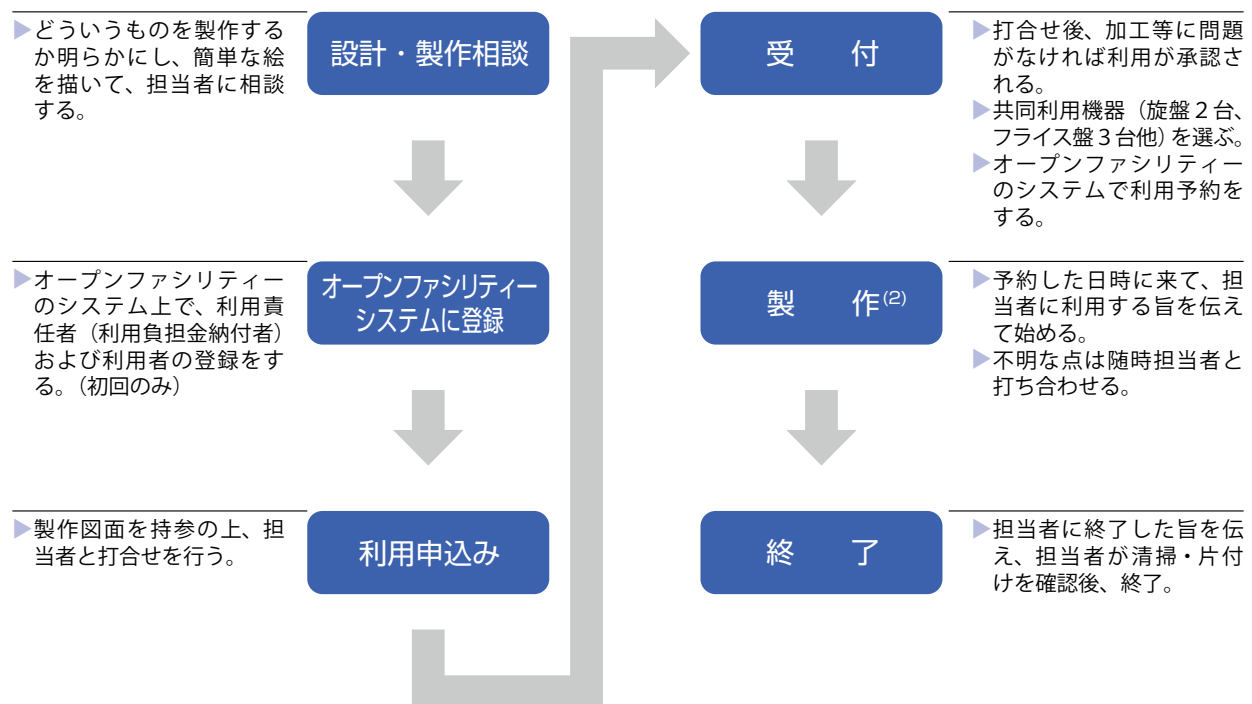 設計・製作相談
▶どういうものを製作する
か明らかにし、簡単な絵
を描いて、担当者に相談
する。
オープンファシリティー
システムに登録
▶オープンファシリティー
のシステム上で、利用責
任者（利用負担金納付者）
および利用者の登録をす
る。（初回のみ）
利用申込み
▶製作図面を持参の上、担
当者と打合せを行う。
受　付
▶打合せ後、加工等に問題
がなければ利用が承認さ
れる。
▶共同利用機器（旋盤２台、
フライス盤３台他）を選ぶ。
▶オープンファシリティー
のシステムで利用予約を
する。
製　作(2)
▶予約した日時に来て、担
当者に利用する旨を伝え
て始める。
▶不明な点は随時担当者と
打ち合わせる。
終　了
▶担当者に終了した旨を伝
え、担当者が清掃・片付
けを確認後、終了。